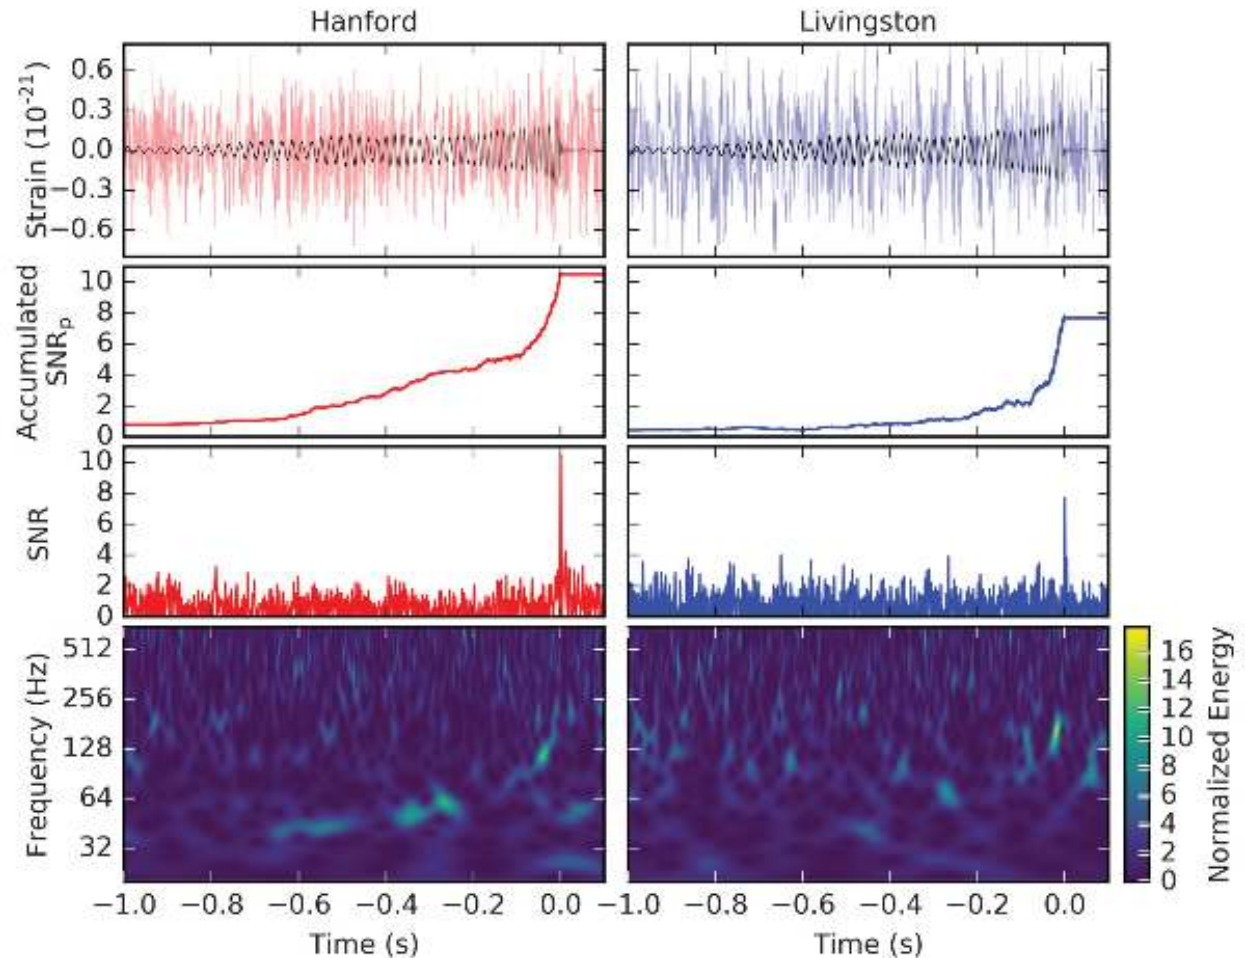 Hanford
Livingston
Strain (10⁻²¹)
0.6
0.3
0.0
−0.3
−0.6
Accumulated
SNRₚ
10
8
6
4
2
0
SNR
10
8
6
4
2
0
Frequency (Hz)
512
256
128
64
32
−1.0 −0.8 −0.6 −0.4 −0.2 0.0
−1.0 −0.8 −0.6 −0.4 −0.2 0.0
Time (s)
Time (s)
16
14
12
10
8
6
4
2
0
Normalized Energy